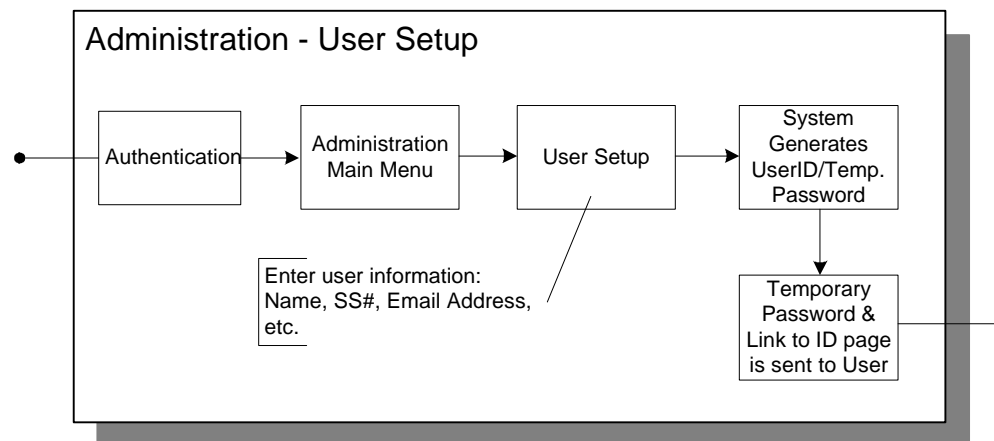 Administration - User Setup
Authentication
Administration
Main Menu
User Setup
System
Generates
UserID/Temp.
Password
Enter user information:
Name, SS#, Email Address,
etc.
Temporary
Password &
Link to ID page
is sent to User